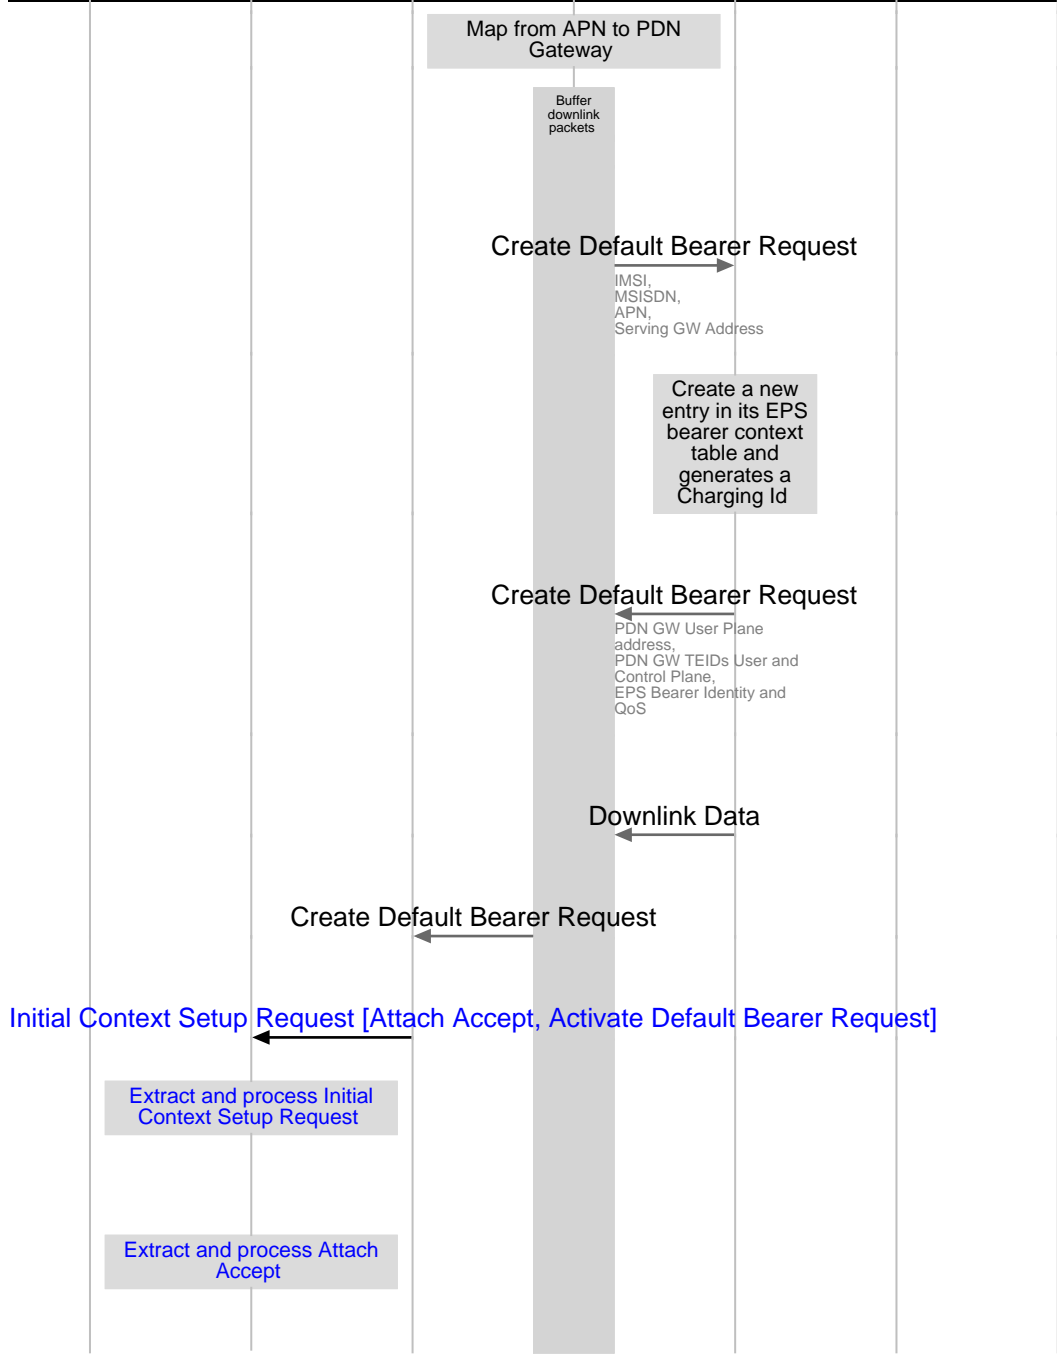 Map from APN to PDN
Gateway
Buffer
downlink
packets
Create Default Bearer Request
IMSI,
MSISDN,
APN,
Serving GW Address
Create a new
entry in its EPS
bearer context
table and
generates a
Charging Id
Create Default Bearer Request
PDN GW User Plane
address,
PDN GW TEIDs User and
Control Plane,
EPS Bearer Identity and
QoS
Downlink Data
Create Default Bearer Request
Initial Context Setup Request [Attach Accept, Activate Default Bearer Request]
Extract and process Initial
Context Setup Request
Extract and process Attach
Accept